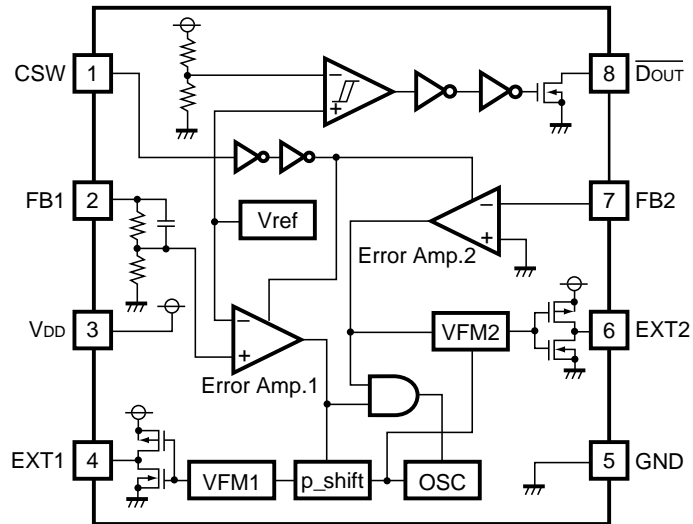 CSW 1
8 DOUT
FB1 2
7 FB2
Vref
Error Amp.2
VDD 3
VFM2
6 EXT2
Error Amp.1
EXT1 4
VFM1
p_shift
OSC
5 GND
− +
− +
− +
− +